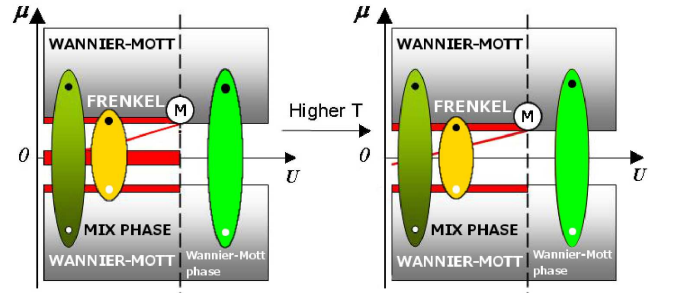 μ
WANNIER-MOTT
FRENKEL
M
0
U
MIX PHASE
WANNIER-MOTT
Wannier-Mott
phase
Higher T
μ
WANNIER-MOTT
FRENKEL
M
0
U
MIX PHASE
WANNIER-MOTT
Wannier-Mott
phase